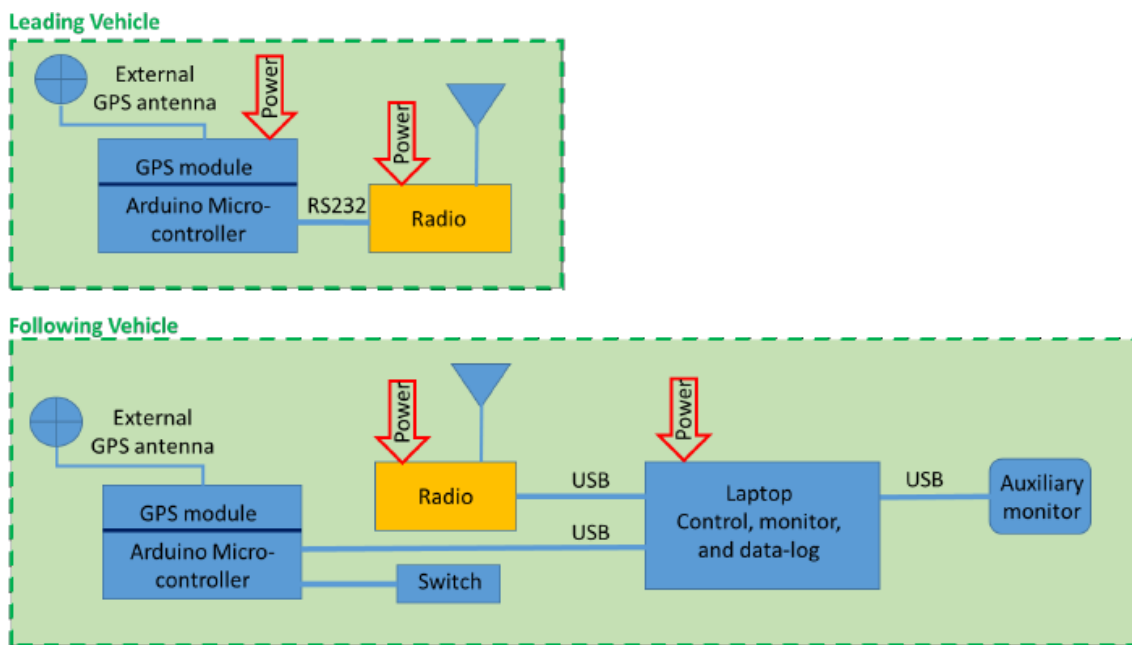 Leading Vehicle
External
GPS antenna
Power
Power
GPS module
Arduino Micro-
controller
RS232
Radio
Following Vehicle
External
GPS antenna
Power
Power
GPS module
Arduino Micro-
controller
Radio
USB
USB
Switch
Laptop
Control, monitor,
and data-log
USB
Auxiliary
monitor